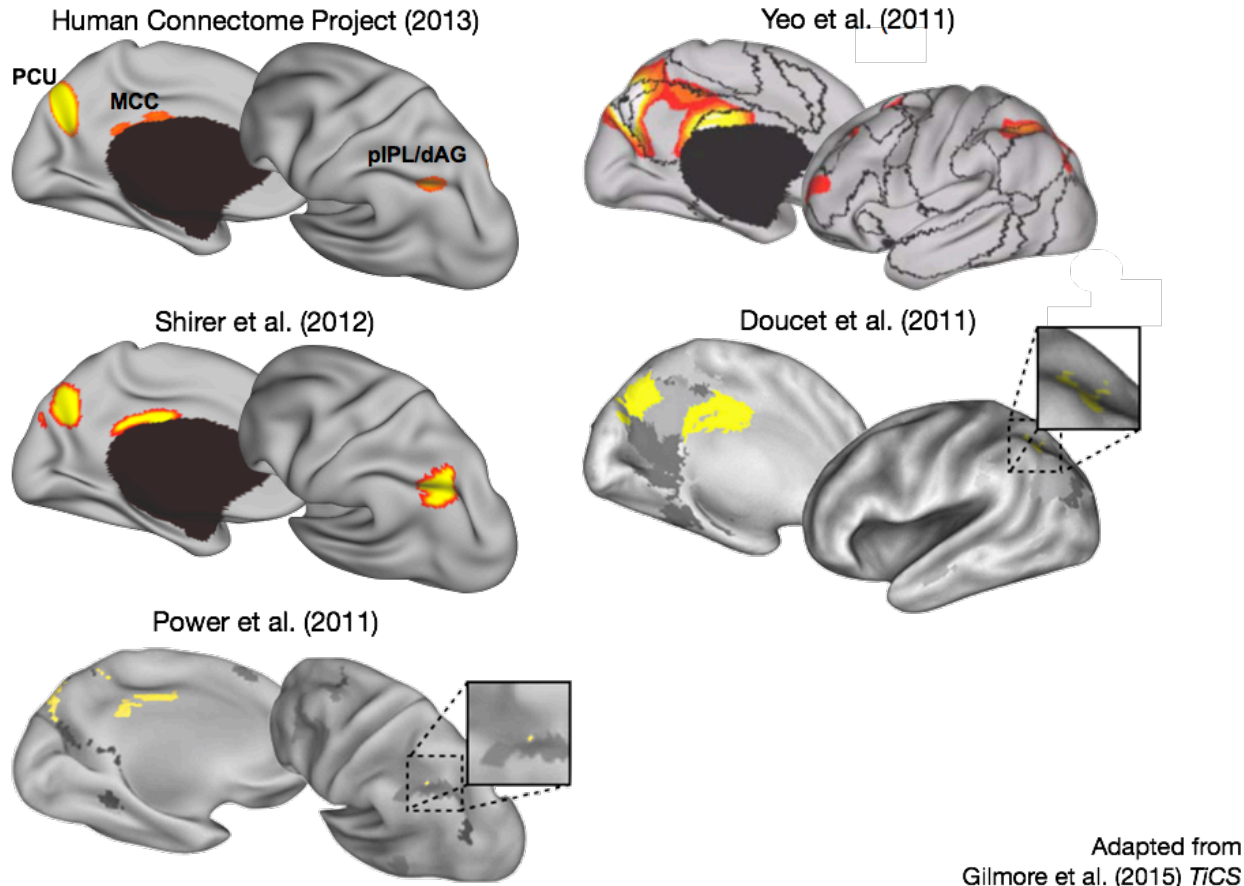 Human Connectome Project (2013)
Yeo et al. (2011)
PCU
MCC
pIPL/dAG
Shirer et al. (2012)
Doucet et al. (2011)
Power et al. (2011)
Adapted from
Gilmore et al. (2015) TiCS